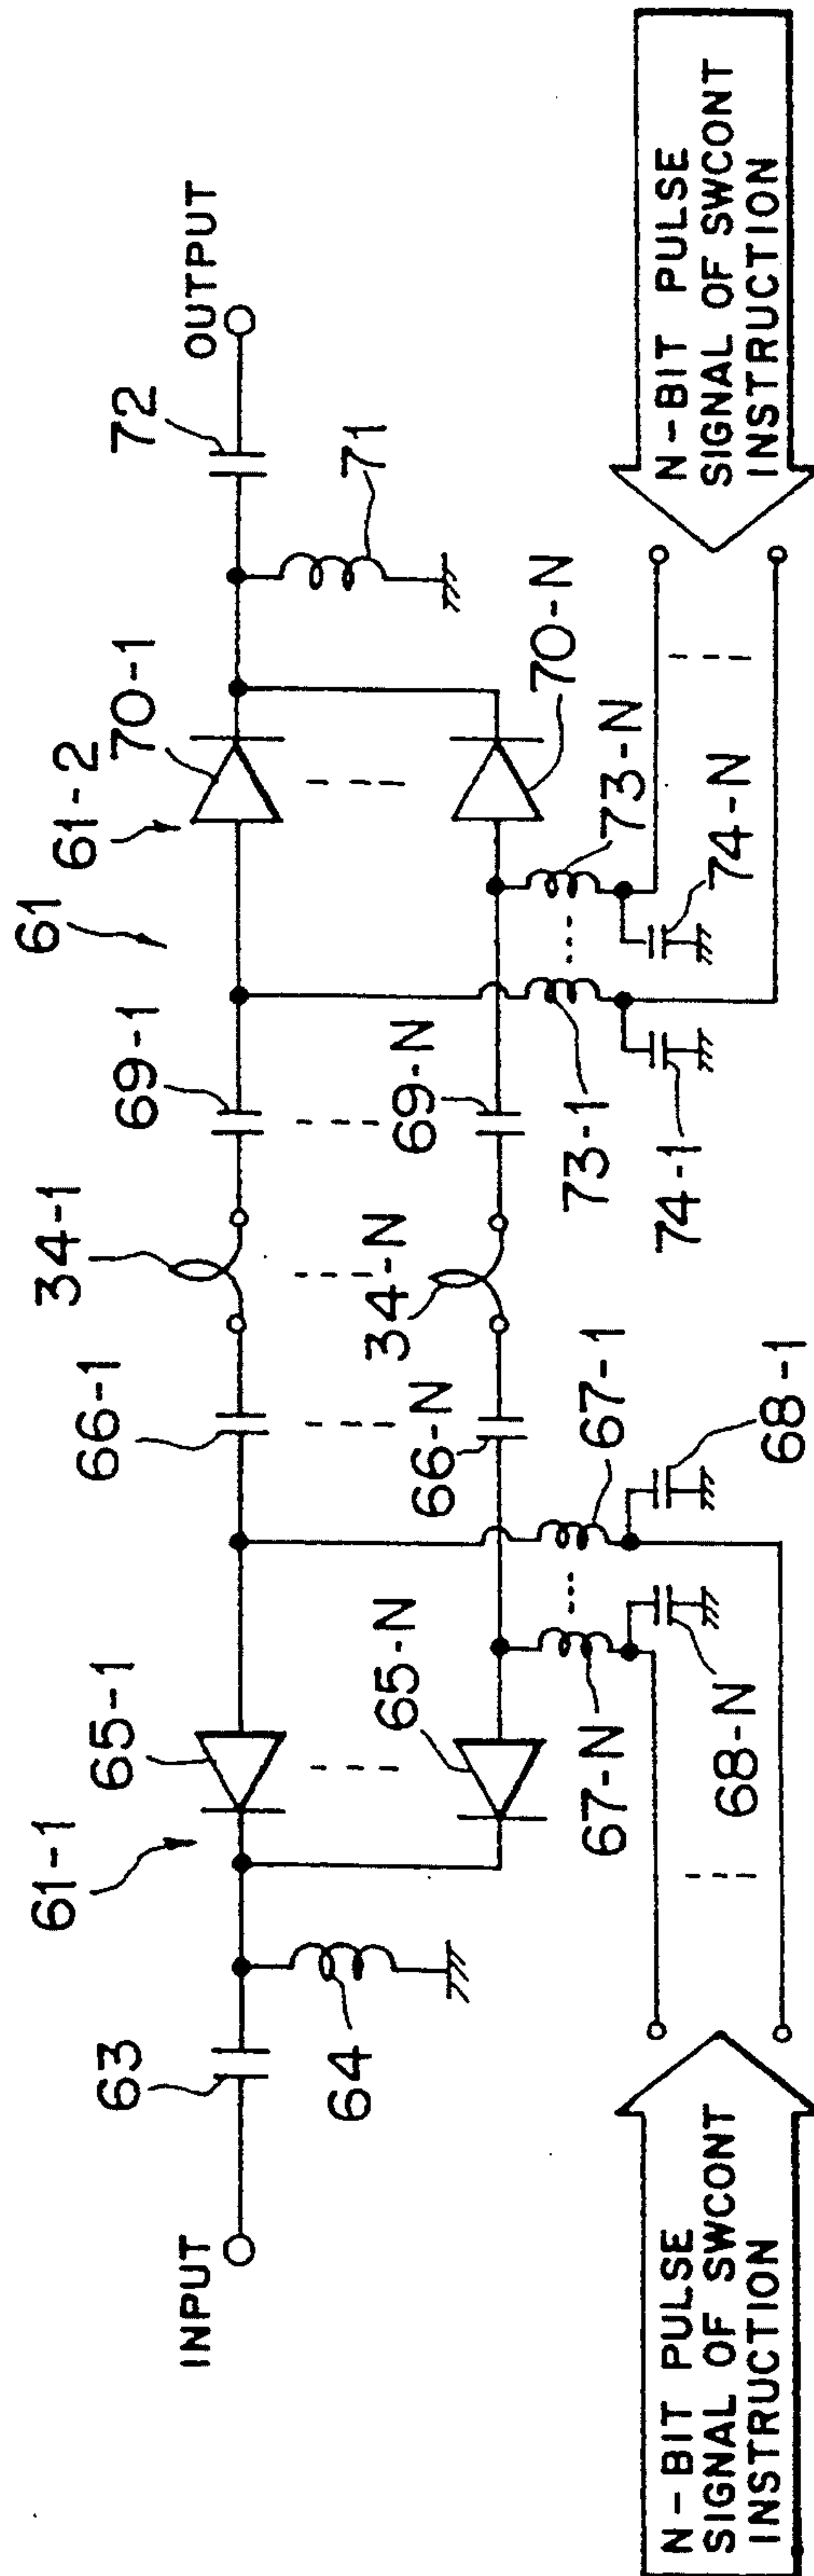 61
61-2
72
OUTPUT
70-1
69-1
34-1
66-1
65-1
61-1
63
INPUT
71
70-N
69-N
34-N
66-N
65-N
64
73-N
73-1
74-N
74-1
67-1
67-N
68-1
68-N
N-BIT PULSE
SIGNAL OF SWCONT
INSTRUCTION
N-BIT PULSE
SIGNAL OF SWCONT
INSTRUCTION